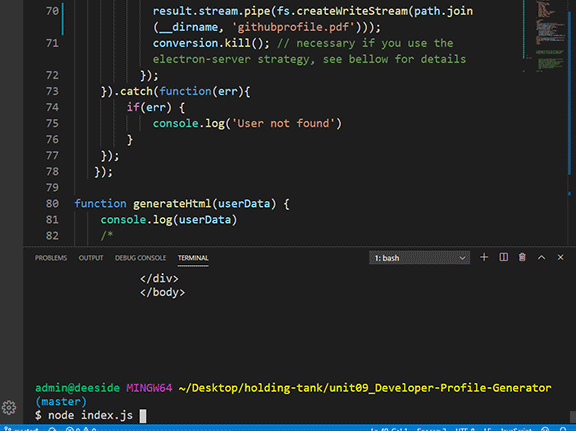 70 result.stream.pipe(fs.createWriteStream(path.join
(__dirname, 'githubprofile.pdf')));
71 conversion.kill(); // necessary if you use the
electron-server strategy, see bellow for details
72 });
73 }).catch(function(err){
74 if(err) {
75 console.log('User not found')
76 }
77 });
78 });
79
80 function generateHtml(userData) {
81 console.log(userData)
82 /*
PROBLEMS OUTPUT DEBUG CONSOLE TERMINAL 1: bash
</div>
</body>
admin@deeside MINGW64 ~/Desktop/holding-tank/unit09_Developer-Profile-Generator
(master)
$ node index.js